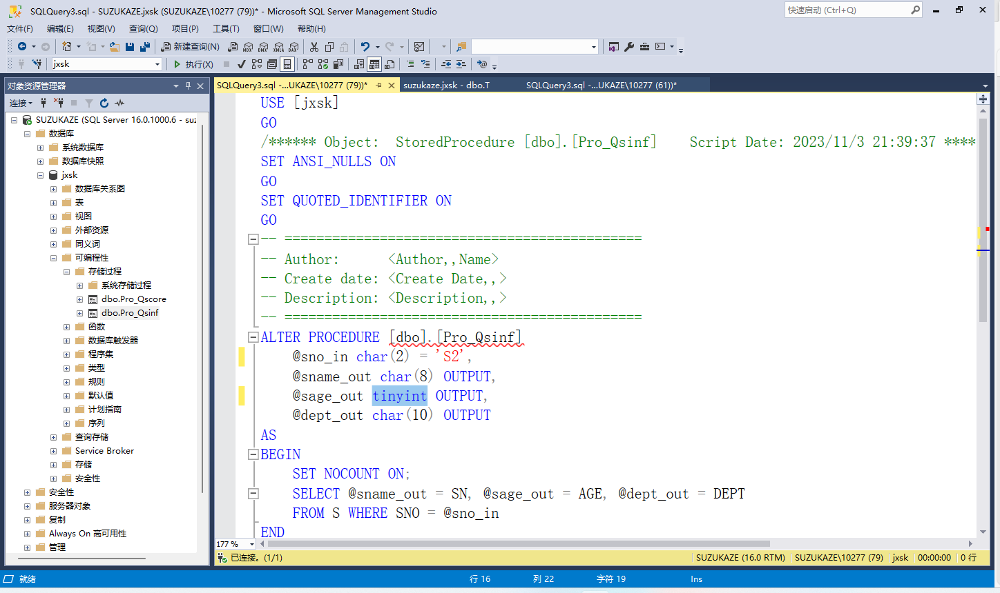 SQLQuery3.sql - SUZUKAZE.jxsk (SUZUKAZE\10277 (79))* - Microsoft SQL Server Management Studio
快速启动 (Ctrl+Q)
文件(F) 编辑(E) 视图(V) 查询(Q) 项目(P) 工具(T) 窗口(W) 帮助(H)
新建查询(N) MDX DMX XMLA DAX
jxsk 执行(X)
对象资源管理器
连接
SUZUKAZE (SQL Server 16.0.1000.6 - suz
数据库
系统数据库
数据库快照
jxsk
数据库关系图
表
视图
外部资源
同义词
可编程性
存储过程
系统存储过程
dbo.Pro_Qscore
dbo.Pro_Qsinf
函数
数据库触发器
程序集
类型
规则
默认值
计划指南
序列
查询存储
Service Broker
存储
安全性
安全性
服务器对象
复制
Always On 高可用性
管理
SQLQuery3.sql -...UKAZE\10277 (79))* suzukaze.jxsk - dbo.T SQLQuery3.sql -...UKAZE\10277 (61))*
USE [jxsk]
GO
/****** Object:  StoredProcedure [dbo].[Pro_Qsinf]    Script Date: 2023/11/3 21:39:37 ****
SET ANSI_NULLS ON
GO
SET QUOTED_IDENTIFIER ON
GO
-- =============================================
-- Author:      <Author,,Name>
-- Create date: <Create Date,,>
-- Description: <Description,,>
-- =============================================
ALTER PROCEDURE [dbo].[Pro_Qsinf]
    @sno_in char(2) = 'S2',
    @sname_out char(8) OUTPUT,
    @sage_out tinyint OUTPUT,
    @dept_out char(10) OUTPUT
AS
BEGIN
    SET NOCOUNT ON;
    SELECT @sname_out = SN, @sage_out = AGE, @dept_out = DEPT
    FROM S WHERE SNO = @sno_in
END
177 %
已连接。(1/1) SUZUKAZE (16.0 RTM) SUZUKAZE\10277 (79) jxsk 00:00:00 0 行
就绪 行 16 列 22 字符 19 Ins